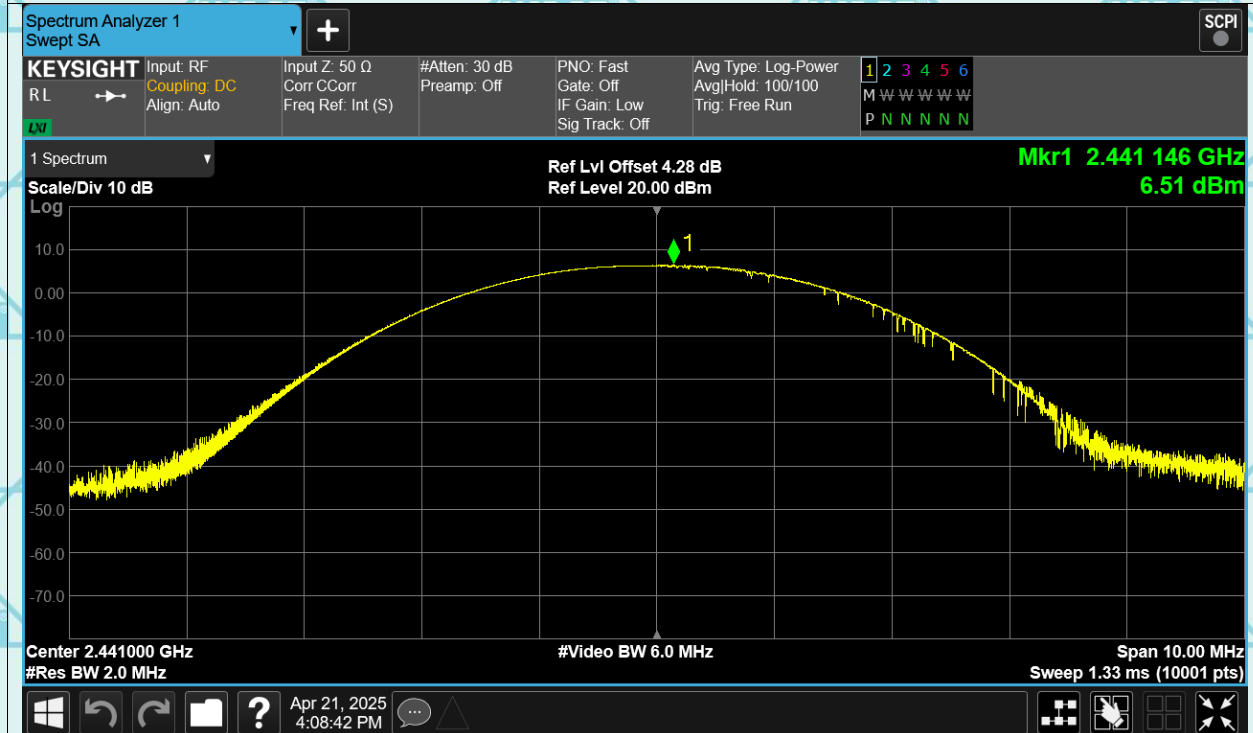 Spectrum Analyzer 1
Swept SA
▼
+
SCPI
KEYSIGHT
RL
LXI
Input: RF
Coupling: DC
Align: Auto
Input Z: 50 Ω
Corr CCorr
Freq Ref: Int (S)
#Atten: 30 dB
Preamp: Off
PNO: Fast
Gate: Off
IF Gain: Low
Sig Track: Off
Avg Type: Log-Power
Avg|Hold: 100/100
Trig: Free Run
1 2 3 4 5 6
M W W W W W
P N N N N N
1 Spectrum ▼
Scale/Div 10 dB
Log
Ref Lvl Offset 4.28 dB
Ref Level 20.00 dBm
Mkr1 2.441 146 GHz
6.51 dBm
1
10.0
0.00
-10.0
-20.0
-30.0
-40.0
-50.0
-60.0
-70.0
Center 2.441000 GHz
#Res BW 2.0 MHz
#Video BW 6.0 MHz
Span 10.00 MHz
Sweep 1.33 ms (10001 pts)
?
Apr 21, 2025
4:08:42 PM